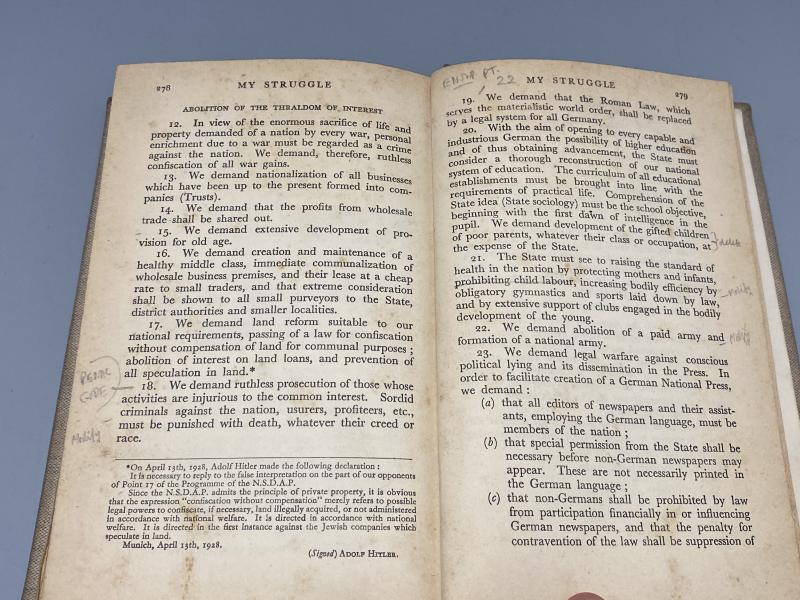 278 MY STRUGGLE
ABOLITION OF THE THRALDOM OF INTEREST
12. In view of the enormous sacrifice of life and
property demanded of a nation by every war, personal
enrichment due to a war must be regarded as a crime
against the nation. We demand, therefore, ruthless
confiscation of all war gains.
13. We demand nationalization of all businesses
which have been up to the present formed into com-
panies (Trusts).
14. We demand that the profits from wholesale
trade shall be shared out.
15. We demand extensive development of pro-
vision for old age.
16. We demand creation and maintenance of a
healthy middle class, immediate communalization of
wholesale business premises, and their lease at a cheap
rate to small traders, and that extreme consideration
shall be shown to all small purveyors to the State,
district authorities and smaller localities.
17. We demand land reform suitable to our
national requirements, passing of a law for confiscation
without compensation of land for communal purposes;
abolition of interest on land loans, and prevention of
all speculation in land.*
PENAL
CODE
18. We demand ruthless prosecution of those whose
activities are injurious to the common interest. Sordid
criminals against the nation, usurers, profiteers, etc.,
must be punished with death, whatever their creed or
race.
Modify
*On April 13th, 1928, Adolf Hitler made the following declaration :
It is necessary to reply to the false interpretation on the part of our opponents
of Point 17 of the Programme of the N.S.D.A.P.
Since the N.S.D.A.P. admits the principle of private property, it is obvious
that the expression "confiscation without compensation" merely refers to possible
legal powers to confiscate, if necessary, land illegally acquired, or not administered
in accordance with national welfare. It is directed in accordance with national
welfare. It is directed in the first instance against the Jewish companies which
speculate in land.
Munich, April 13th, 1928.
(Signed) ADOLF HITLER.
PT.
22
MY STRUGGLE 279
19. We demand that the Roman Law, which
serves the materialistic world order, shall be replaced
by a legal system for all Germany.
20. With the aim of opening to every capable and
industrious German the possibility of higher education
and of thus obtaining advancement, the State must
consider a thorough reconstruction of our national
system of education. The curriculum of all educational
establishments must be brought into line with the
requirements of practical life. Comprehension of the
State idea (State sociology) must be the school objective,
beginning with the first dawn of intelligence in the
pupil. We demand development of the gifted children
of poor parents, whatever their class or occupation, at
the expense of the State.
21. The State must see to raising the standard of
health in the nation by protecting mothers and infants,
prohibiting child labour, increasing bodily efficiency by
obligatory gymnastics and sports laid down by law,
and by extensive support of clubs engaged in the bodily
development of the young.
22. We demand abolition of a paid army and
formation of a national army.
Modify
23. We demand legal warfare against conscious
political lying and its dissemination in the Press. In
order to facilitate creation of a German National Press,
we demand :
(a) that all editors of newspapers and their assist-
ants, employing the German language, must be
members of the nation ;
(b) that special permission from the State shall be
necessary before non-German newspapers may
appear. These are not necessarily printed in
the German language ;
(c) that non-Germans shall be prohibited by law
from participation financially in or influencing
German newspapers, and that the penalty for
contravention of the law shall be suppression of